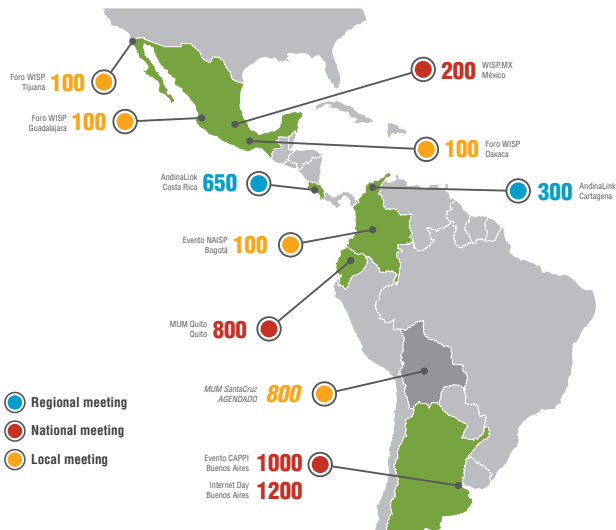 Foro WISP
Tijuana
100
200
WISP.MX
México
Foro WISP
Guadalajara
100
100
Foro WISP
Oaxaca
AndinaLink
Costa Rica
650
300
AndinaLink
Cartagena
Evento NAISP
Bogotá
100
MUM Quito
Quito
800
MUM SantaCruz
AGENDADO
800
Regional meeting
National meeting
Local meeting
Evento CAPPI
Buenos Aires
1000
Internet Day
Buenos Aires
1200